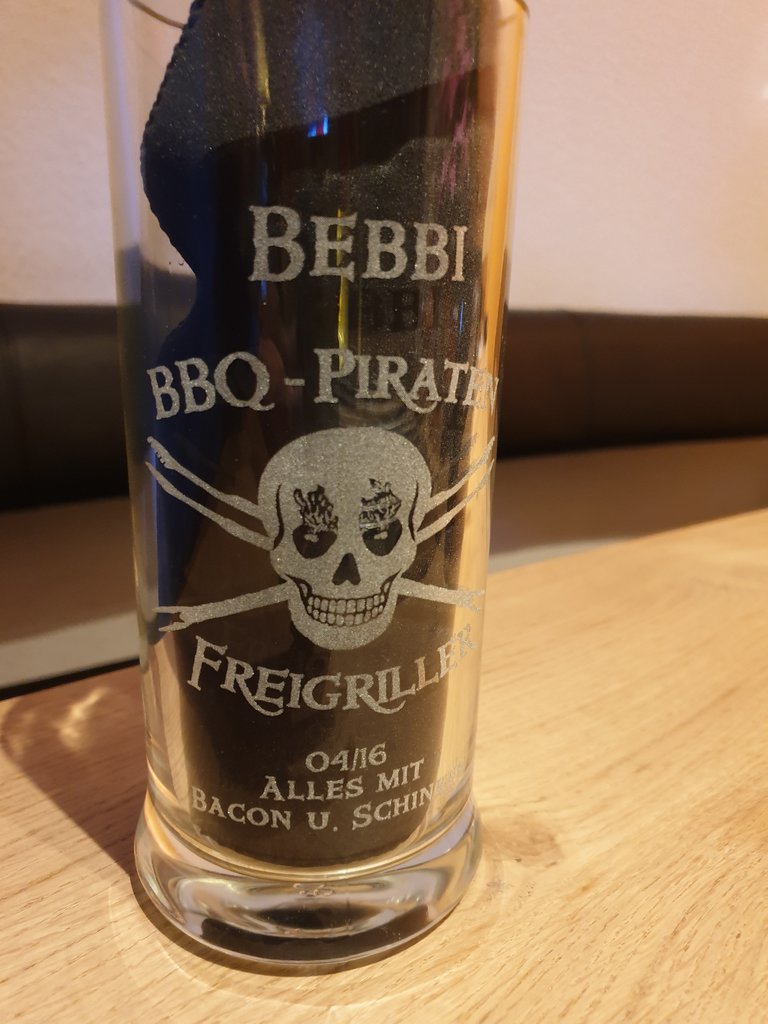 BEBBI
BBQ - PIRATEN
FREIGRILLER
04/16
ALLES MIT
BACON U.